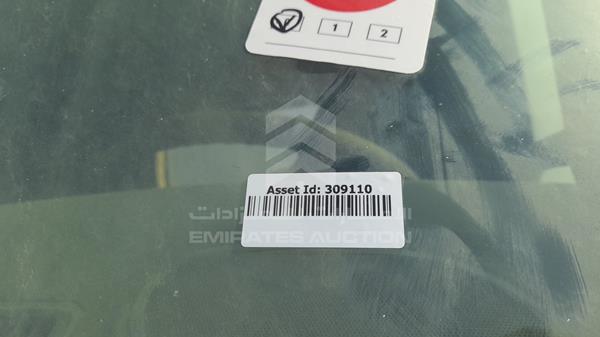 1 2
Asset Id: 309110
EMIRATES AUCTION